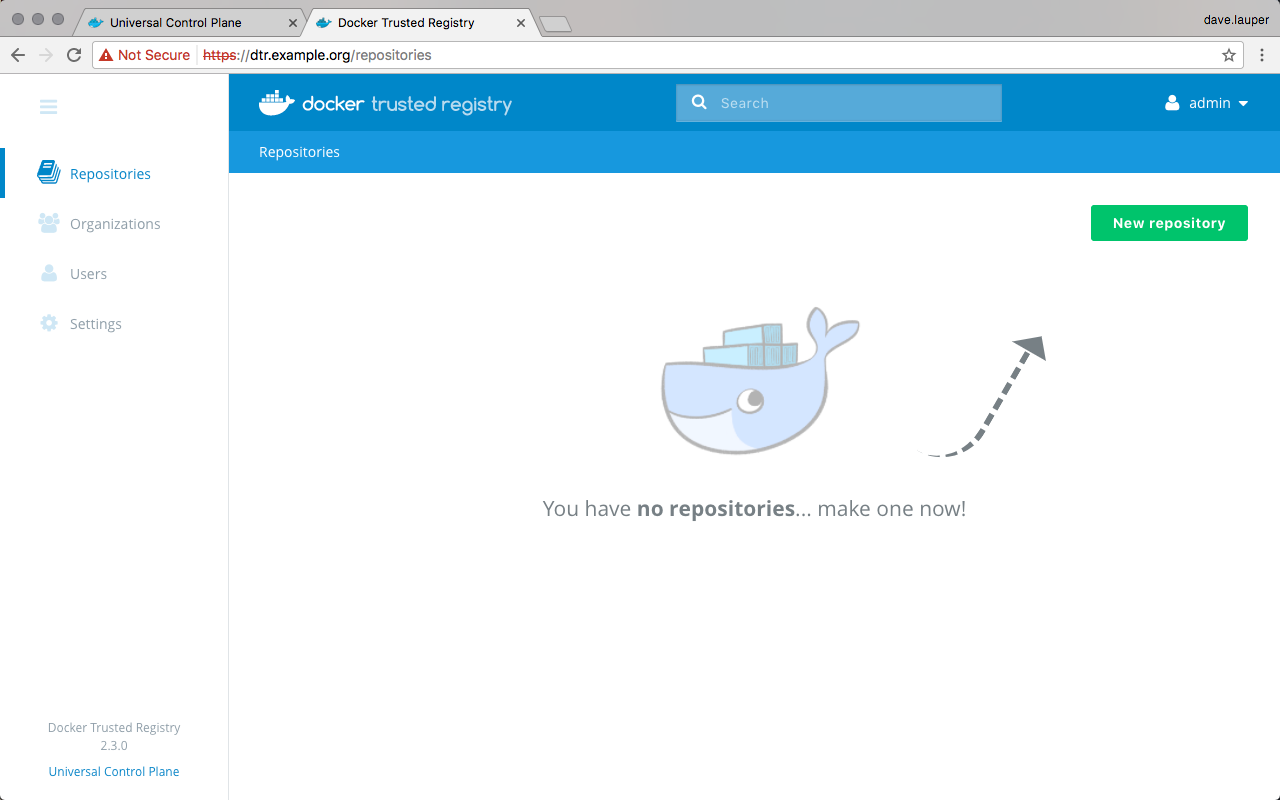 Universal Control Plane
Docker Trusted Registry
dave.lauper
Not Secure
https://dtr.example.org/repositories
docker trusted registry
Search
admin
Repositories
Repositories
Organizations
Users
Settings
New repository
You have no repositories... make one now!
Docker Trusted Registry
2.3.0
Universal Control Plane